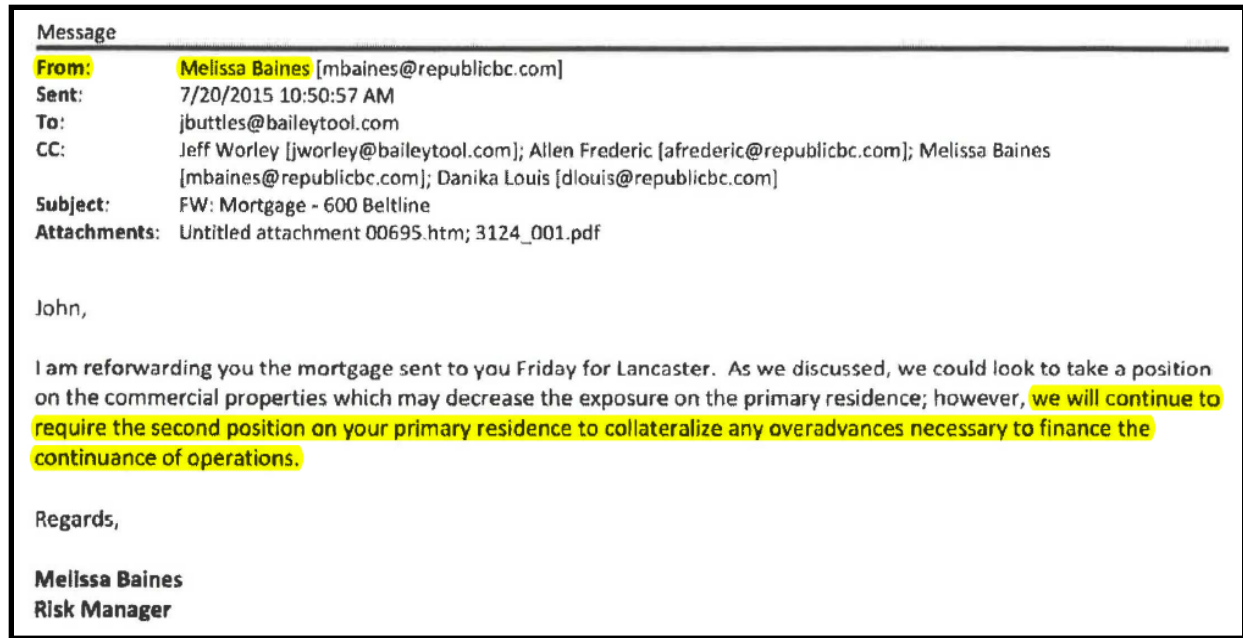 Message
From: Melissa Baines [mbaines@republicbc.com]
Sent: 7/20/2015 10:50:57 AM
To: jbuttles@baileytool.com
CC: Jeff Worley [jworley@baileytool.com]; Allen Frederic [afrederic@republicbc.com]; Melissa Baines
[mbaines@republicbc.com]; Danika Louis [dlouis@republicbc.com]
Subject: FW: Mortgage - 600 Beltline
Attachments: Untitled attachment 00695.htm; 3124_001.pdf
John,
I am reforwarding you the mortgage sent to you Friday for Lancaster. As we discussed, we could look to take a position
on the commercial properties which may decrease the exposure on the primary residence; however, we will continue to
require the second position on your primary residence to collateralize any overadvances necessary to finance the
continuance of operations.
Regards,
Melissa Baines
Risk Manager